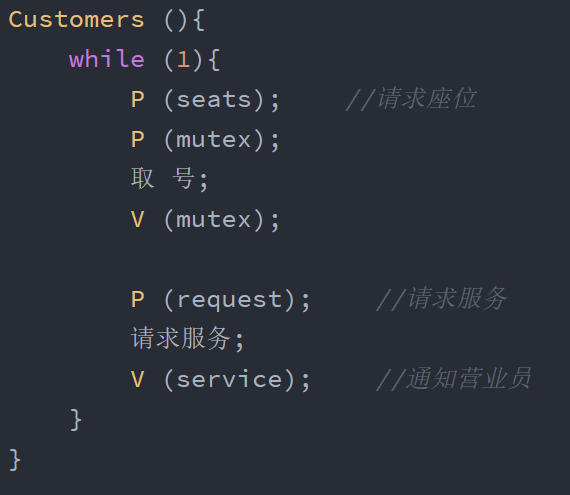 Customers (){
    while (1){
        P (seats);    //请求座位
        P (mutex);
        取 号;
        V (mutex);

        P (request);    //请求服务
        请求服务;
        V (service);    //通知营业员
    }
}